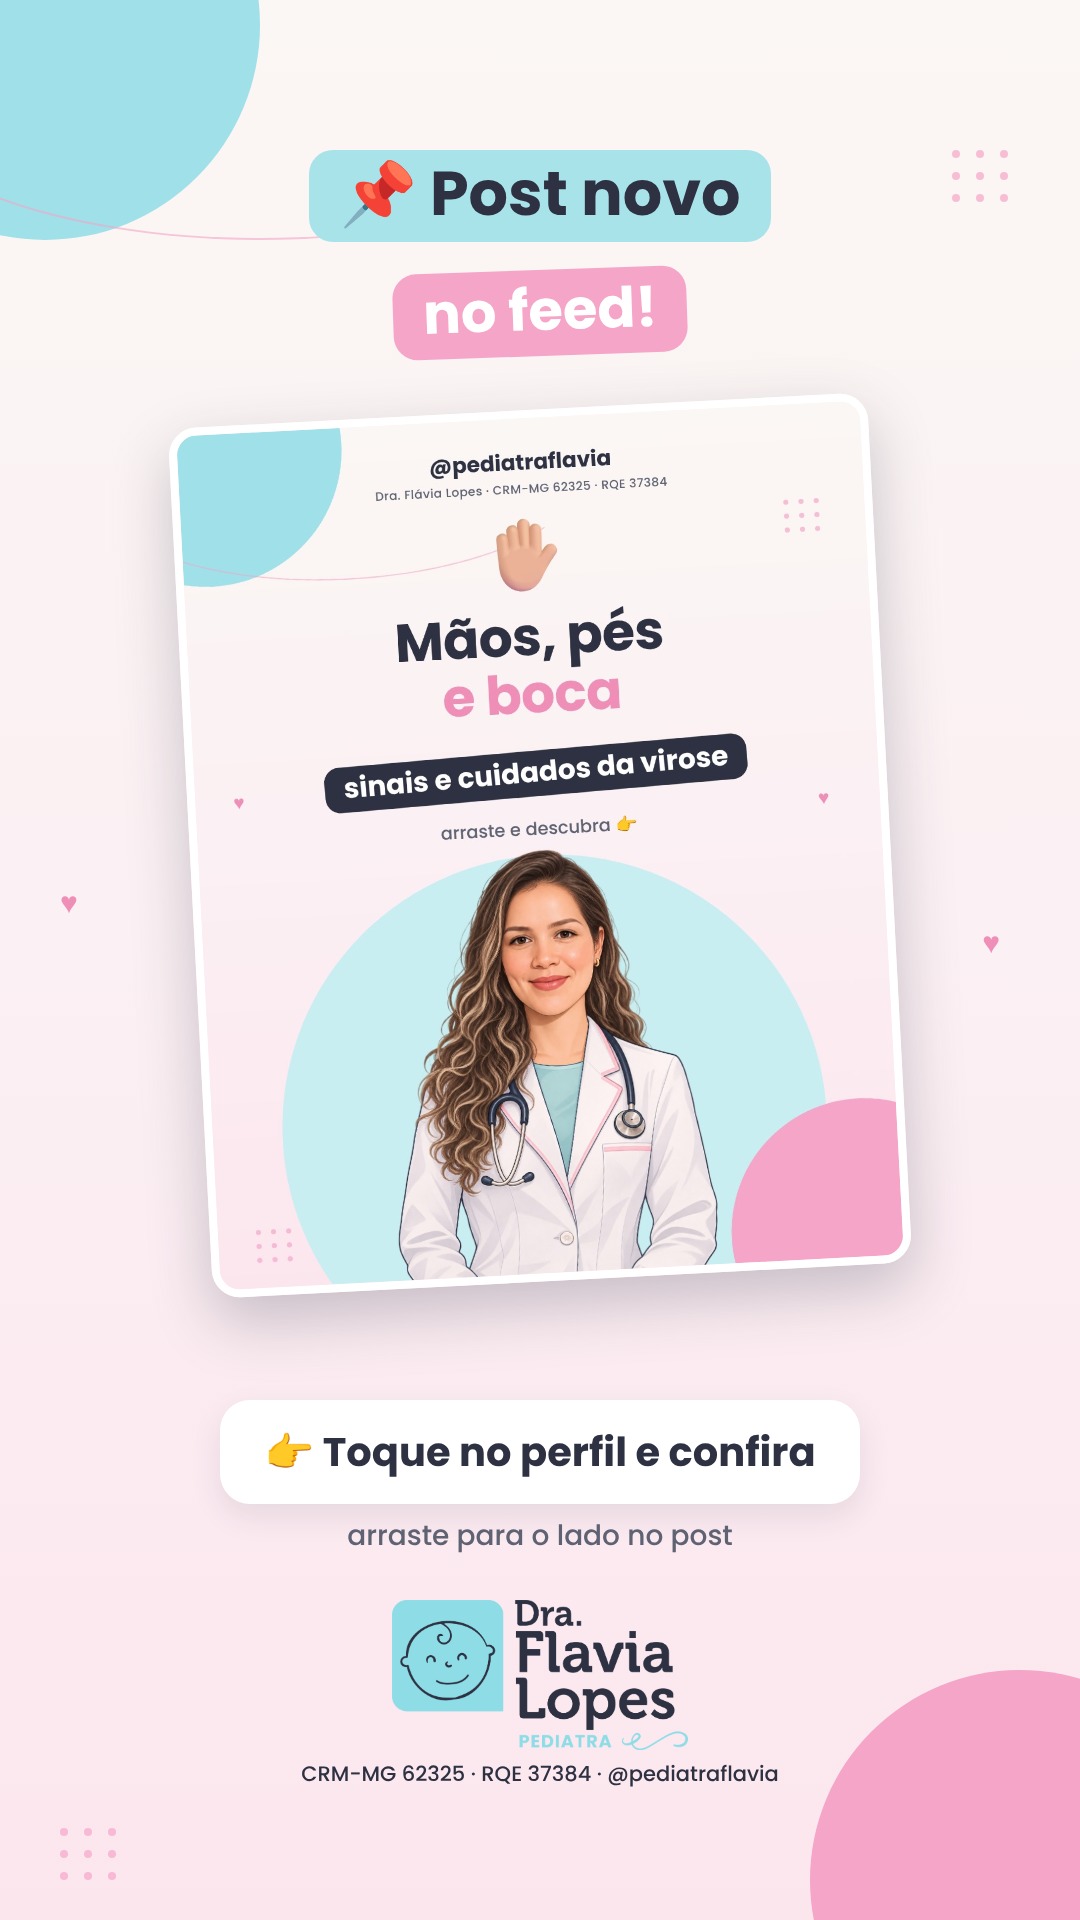 📌 Post novo
no feed!
@pediatraflavia
Dra. Flávia Lopes · CRM-MG 62325 · RQE 37384
Mãos, pés
e boca
sinais e cuidados da virose
arraste e descubra 👉
👉 Toque no perfil e confira
arraste para o lado no post
Dra.
Flavia
Lopes
PEDIATRA
CRM-MG 62325 · RQE 37384 · @pediatraflavia